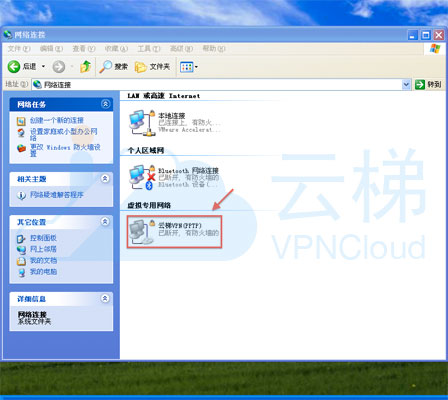 网络连接
文件(F) 编辑(E) 查看(V) 收藏(A) 工具(T) 高级(N) 帮助(H)
后退 搜索 文件夹
地址(D) 网络连接 转到
网络任务
创建一个新的连接
设置家庭或小型办公网络
更改 Windows 防火墙设置
相关主题
网络疑难解答程序
其它位置
控制面板
网上邻居
我的文档
我的电脑
详细信息
网络连接
系统文件夹
LAN 或高速 Internet
本地连接
已连接上, 有防火...
VMware Accelerat...
个人区域网
Bluetooth 网络连接
已断开, 有防火墙的
Bluetooth 设备(...
虚拟专用网络
云梯VPN(PPTP)
已断开, 有防火墙的
云梯
VPNCloud